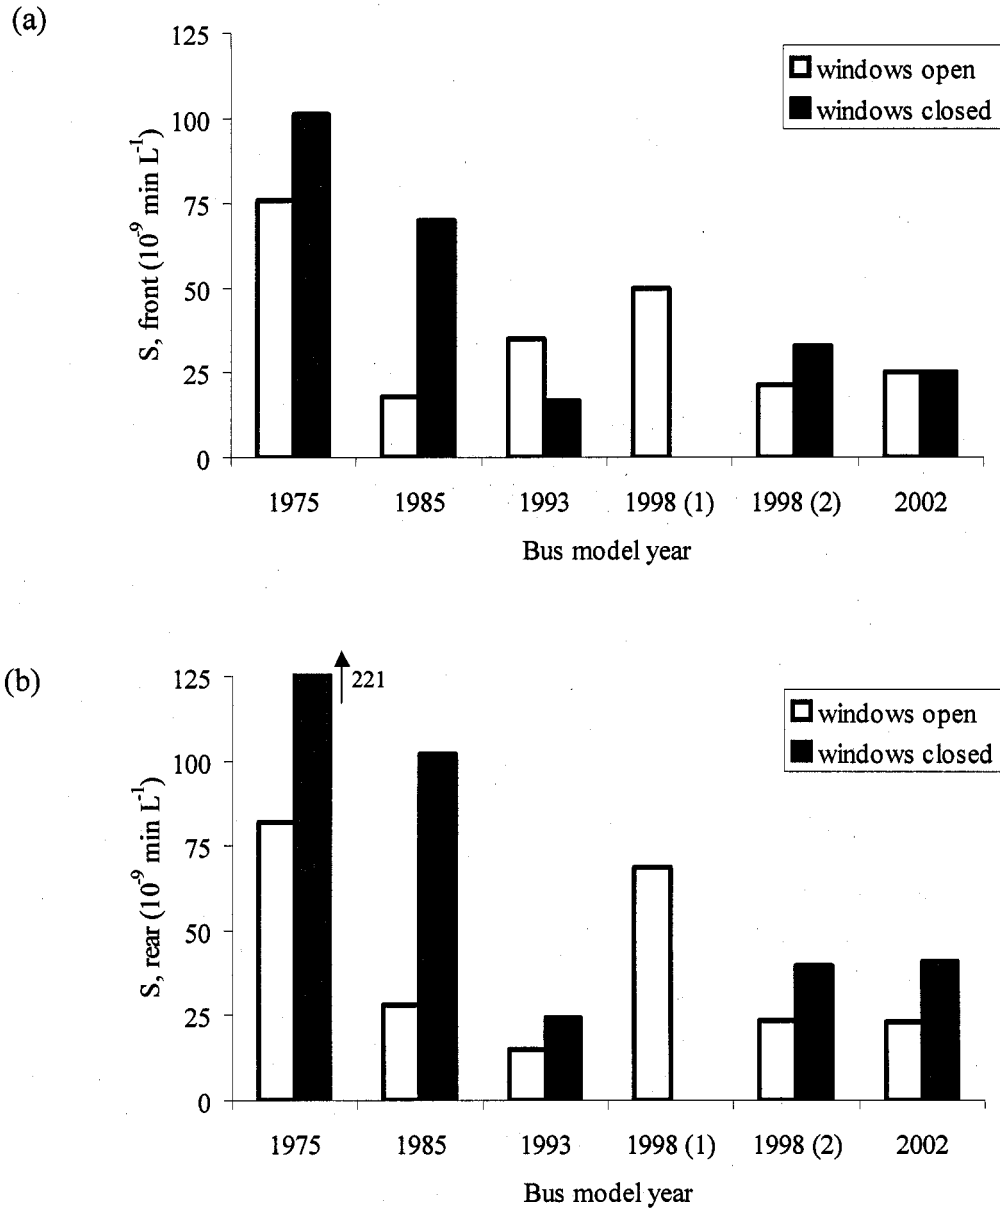 (a)
125
100
75
50
25
0
S, front (10⁻⁹ min L⁻¹)
windows open
windows closed
1975 1985 1993 1998 (1) 1998 (2) 2002
Bus model year
(b)
125
100
75
50
25
0
S, rear (10⁻⁹ min L⁻¹)
221
windows open
windows closed
1975 1985 1993 1998 (1) 1998 (2) 2002
Bus model year